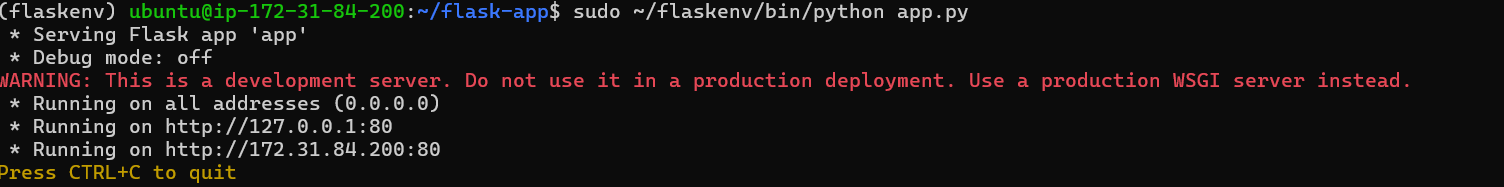 (flaskenv) ubuntu@ip-172-31-84-200:~/flask-app$ sudo ~/flaskenv/bin/python app.py
 * Serving Flask app 'app'
 * Debug mode: off
WARNING: This is a development server. Do not use it in a production deployment. Use a production WSGI server instead.
 * Running on all addresses (0.0.0.0)
 * Running on http://127.0.0.1:80
 * Running on http://172.31.84.200:80
Press CTRL+C to quit